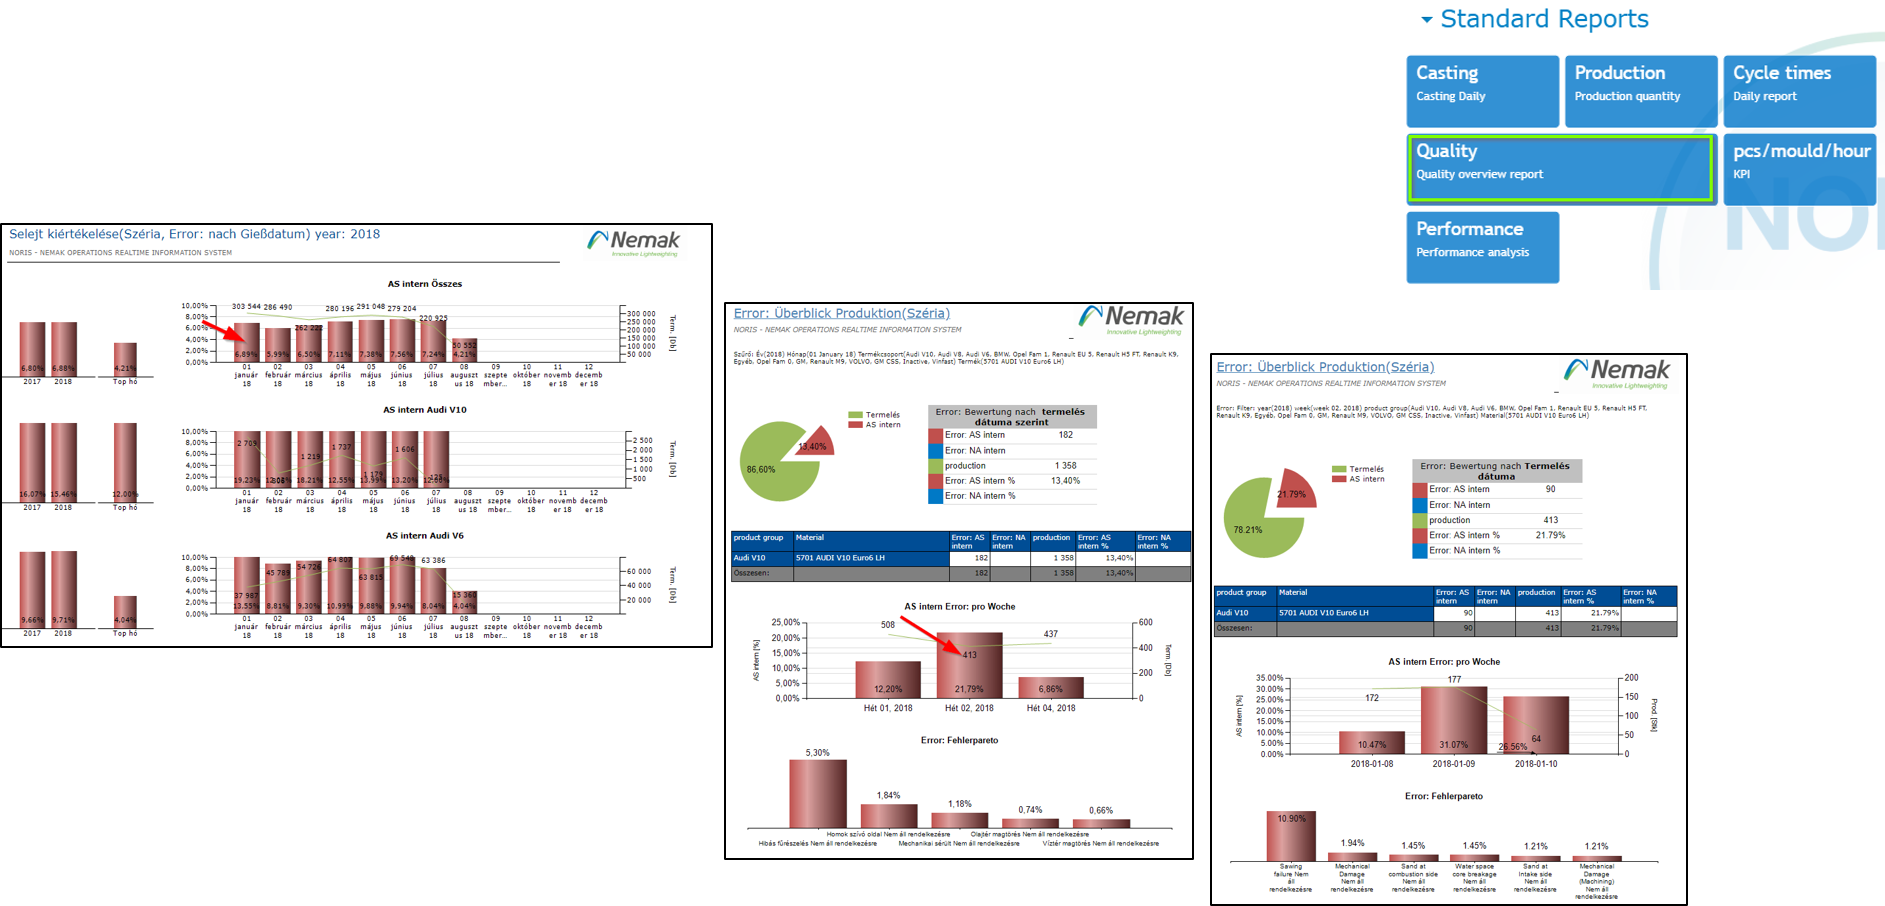 Standard Reports
Casting
Casting Daily
Production
Production quantity
Cycle times
Daily report
Quality
Quality overview report
pcs/mould/hour
KPI
Performance
Performance analysis
Selejt kiértékelése(Széria, Error: nach Gießdatum) year: 2018
NORIS - NEMAK OPERATIONS REALTIME INFORMATION SYSTEM
Nemak
Innovative Lightweighting
AS intern Összes
10,00%
8,00%
6,00%
4,00%
2,00%
0,00%
303 544 286 490 262 222 280 196 291 048 279 204 220 925 50 552
6.89% 5.99% 6.50% 7.11% 7.38% 7.56% 7.24% 4.21%
300 000
250 000
200 000
150 000
100 000
50 000
Term. [Db]
6.80% 6.88% 4.21%
2017 2018 Top hó
01 02 03 04 05 06 07 08 09 10 11 12
január február március április május június július auguszt szepte október novemb decemb
18 18 18 18 18 18 18 us 18 mber... 18 er 18 er 18
AS intern Audi V10
10,00%
8,00%
6,00%
4,00%
2,00%
0,00%
2 709 1 219 1 737 1 179 1 606
19.23% 18.21% 12.55% 13.99% 13.20%
2 500
2 000
1 500
1 000
500
Term. [Db]
16.07% 15.46% 12.00%
2017 2018 Top hó
01 02 03 04 05 06 07 08 09 10 11 12
január február március április május június július auguszt szepte október novemb decemb
18 18 18 18 18 18 18 us 18 mber... 18 er 18 er 18
AS intern Audi V6
10,00%
8,00%
6,00%
4,00%
2,00%
0,00%
37 987 45 789 54 726 64 807 63 815 69 548 63 386 15 360
13.55% 8.81% 9.30% 10.99% 9.88% 9.94% 8.04% 4.04%
60 000
40 000
20 000
Term. [Db]
9.66% 9.71% 4.04%
2017 2018 Top hó
01 02 03 04 05 06 07 08 09 10 11 12
január február március április május június július auguszt szepte október novemb decemb
18 18 18 18 18 18 18 us 18 mber... 18 er 18 er 18
Error: Überblick Produktion(Széria)
NORIS - NEMAK OPERATIONS REALTIME INFORMATION SYSTEM
Nemak
Innovative Lightweighting
Szűrő: Év(2018) Hónap(01 January 18) Termékcsoport(Audi V10, Audi V8, Audi V6, BMW, Opel Fam 1, Renault EU 5, Renault H5 FT, Renault K9,
Egyéb, Opel Fam 0, GM, Renault M9, VOLVO, GM CSS, Inactive, Vinfast) Termék(5701 AUDI V10 Euro6 LH)
13,40%
86,60%
Termelés
AS intern
Error: Bewertung nach termelés
dátuma szerint
Error: AS intern 182
Error: NA intern
production 1 358
Error: AS intern % 13,40%
Error: NA intern %
product group Material Error: AS intern Error: NA intern production Error: AS intern % Error: NA intern %
Audi V10 5701 AUDI V10 Euro6 LH 182 1 358 13,40%
Összesen: 182 1 358 13,40%
AS intern Error: pro Woche
25,00%
20,00%
15,00%
10,00%
5,00%
0,00%
AS intern [%]
508 413 437
12,20% 21,79% 6,86%
600
400
200
0
Term. [Db]
Hét 01, 2018 Hét 02, 2018 Hét 04, 2018
Error: Fehlerpareto
5,30% 1,84% 1,18% 0,74% 0,66%
Homok szívó oldal Nem áll rendelkezésre Olajtér magtörés Nem áll rendelkezésre
Hibás fűrészelés Nem áll rendelkezésre Mechanikai sérült Nem áll rendelkezésre Víztér magtörés Nem áll rendelkezésre
Error: Überblick Produktion(Széria)
NORIS - NEMAK OPERATIONS REALTIME INFORMATION SYSTEM
Nemak
Innovative Lightweighting
Error: Filter: year(2018) week(week 02, 2018) product group(Audi V10, Audi V8, Audi V6, BMW, Opel Fam 1, Renault EU 5, Renault H5 FT,
Renault K9, Egyéb, Opel Fam 0, GM, Renault M9, VOLVO, GM CSS, Inactive, Vinfast) Material(5701 AUDI V10 Euro6 LH)
21.79%
78.21%
Termelés
AS intern
Error: Bewertung nach Termelés
dátuma
Error: AS intern 90
Error: NA intern
production 413
Error: AS intern % 21.79%
Error: NA intern %
product group Material Error: AS intern Error: NA intern production Error: AS intern % Error: NA intern %
Audi V10 5701 AUDI V10 Euro6 LH 90 413 21.79%
Összesen: 90 413 21.79%
AS intern Error: pro Woche
35.00%
30.00%
25.00%
20.00%
15.00%
10.00%
5.00%
0.00%
AS intern [%]
172 177 64
10.47% 31.07% 26.56%
200
150
100
50
0
Prod. [Stk]
2018-01-08 2018-01-09 2018-01-10
Error: Fehlerpareto
10.90% 1.94% 1.45% 1.45% 1.21% 1.21%
Sawing failure Nem áll rendelkezésre
Mechanical Damage Nem áll rendelkezésre
Sand at combustion side Nem áll rendelkezésre
Water space core breakage Nem áll rendelkezésre
Sand at Intake side Nem áll rendelkezésre
Mechanical Damage (Machining) Nem áll rendelkezésre